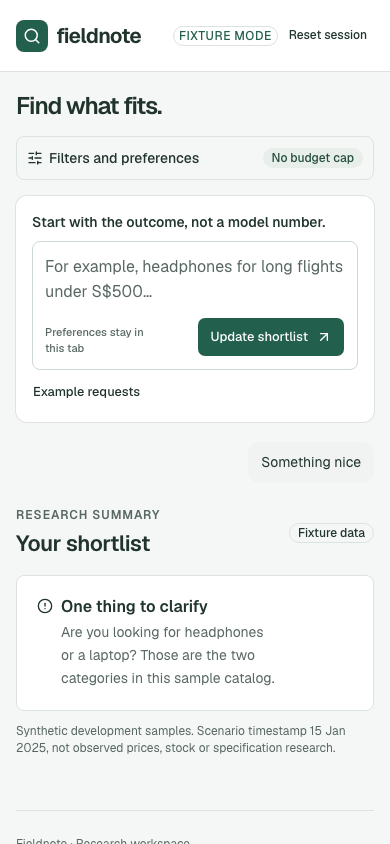 fieldnote
FIXTURE MODE
Reset session
Find what fits.
Filters and preferences
No budget cap
Start with the outcome, not a model number.
For example, headphones for long flights
under S$500...
Preferences stay in
this tab
Update shortlist
Example requests
Something nice
RESEARCH SUMMARY
Your shortlist
Fixture data
One thing to clarify
Are you looking for headphones
or a laptop? Those are the two
categories in this sample catalog.
Synthetic development samples. Scenario timestamp 15 Jan
2025, not observed prices, stock or specification research.
Fieldnote · Research workspace